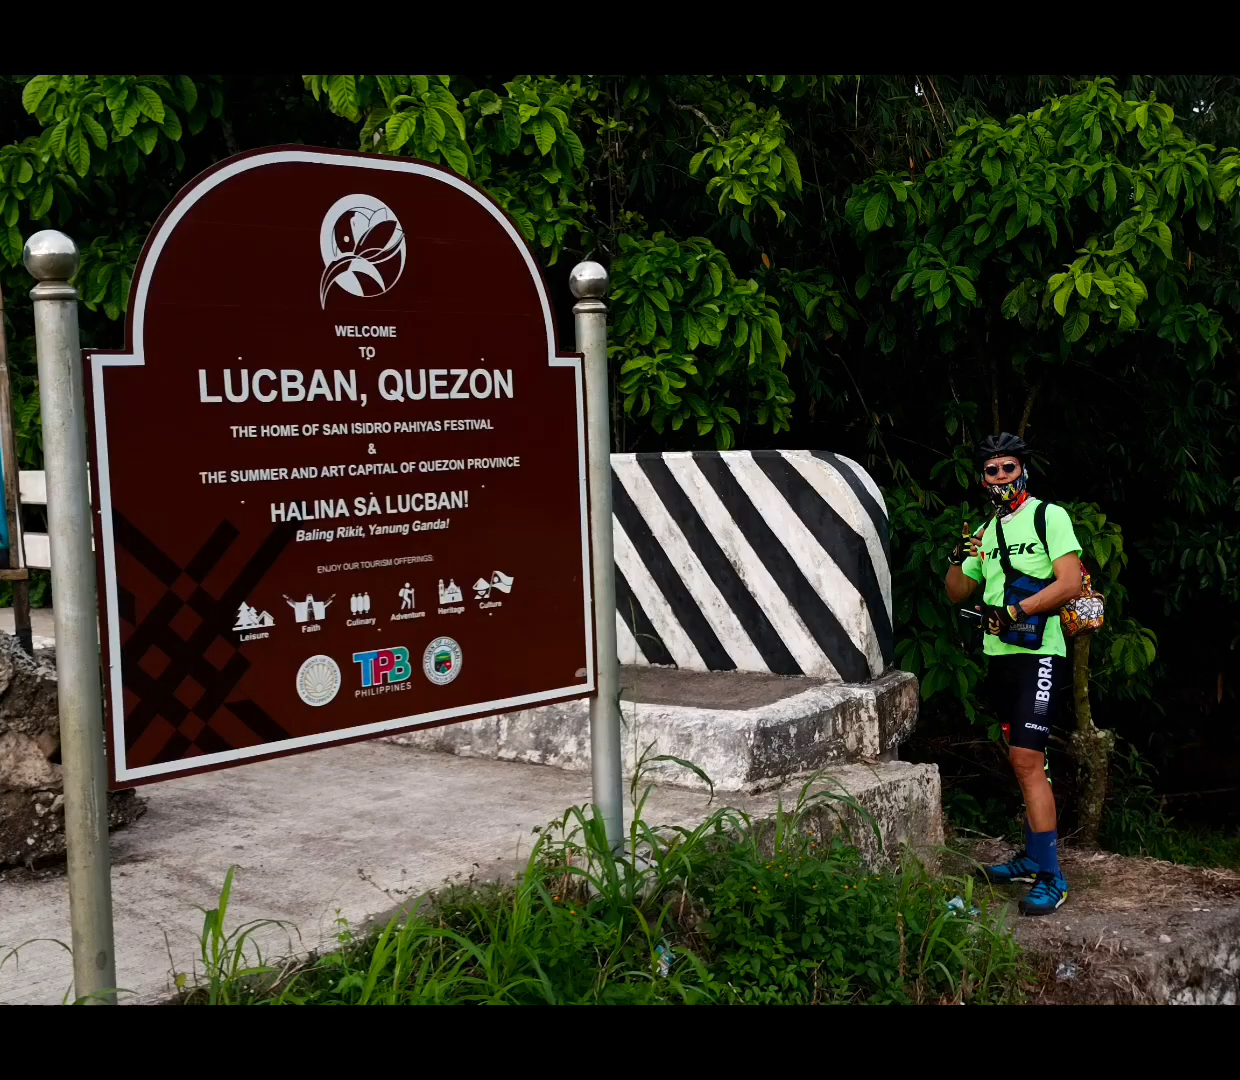 WELCOME
TO
LUCBAN, QUEZON
THE HOME OF SAN ISIDRO PAHIYAS FESTIVAL
&
THE SUMMER AND ART CAPITAL OF QUEZON PROVINCE
HALINA SA LUCBAN!
Baling Rikit, Yanung Ganda!
ENJOY OUR TOURISM OFFERINGS:
Leisure Faith Culinary Adventure Heritage Culture
TPB
PHILIPPINES
TREK
BORA
CRAFT